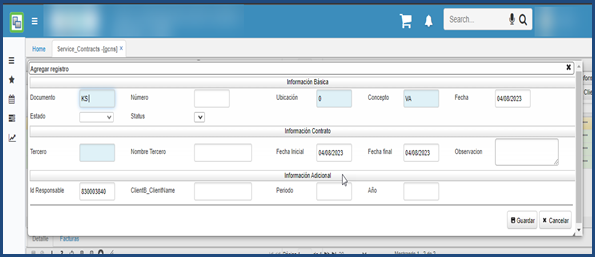 Search...
Home Service_Contracts -[gcns] ×
Agregar registro
Información Básica
Documento KS Número Ubicación 0 Concepto VA Fecha 04/08/2023
Estado Status
Información Contrato
Tercero Nombre Tercero Fecha Inicial 04/08/2023 Fecha final 04/08/2023 Observacion
Información Adicional
Id Responsable 830003840 ClientB_ClientName Periodo Año
Guardar Cancelar
Detalle Facturas